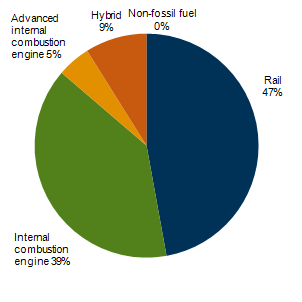 Advanced
internal
combustion
engine 5%
Hybrid
9%
Non-fossil fuel
0%
Rail
47%
Internal
combustion
engine 39%